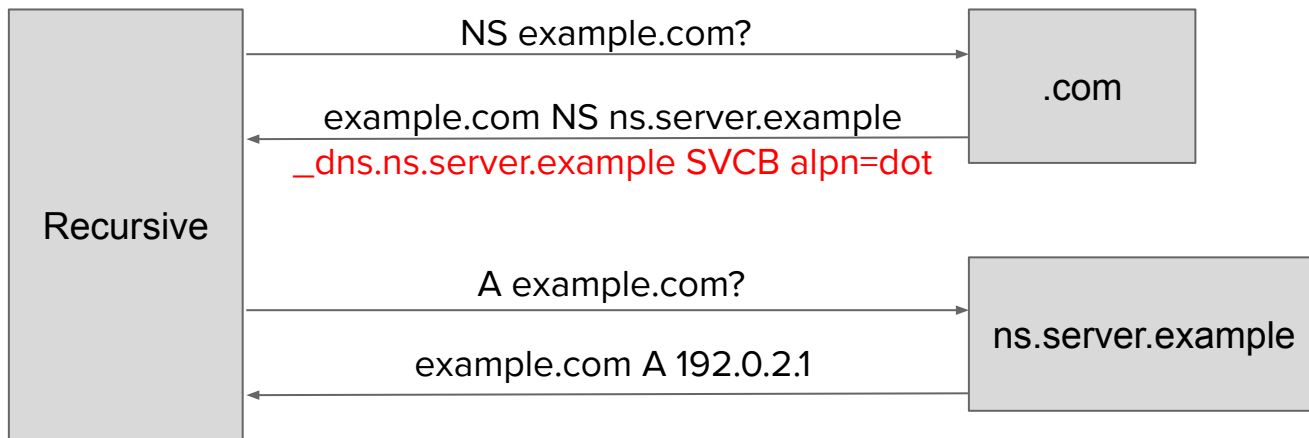 NS example.com?
.com
example.com NS ns.server.example
_dns.ns.server.example SVCB alpn=dot
Recursive
A example.com?
ns.server.example
example.com A 192.0.2.1